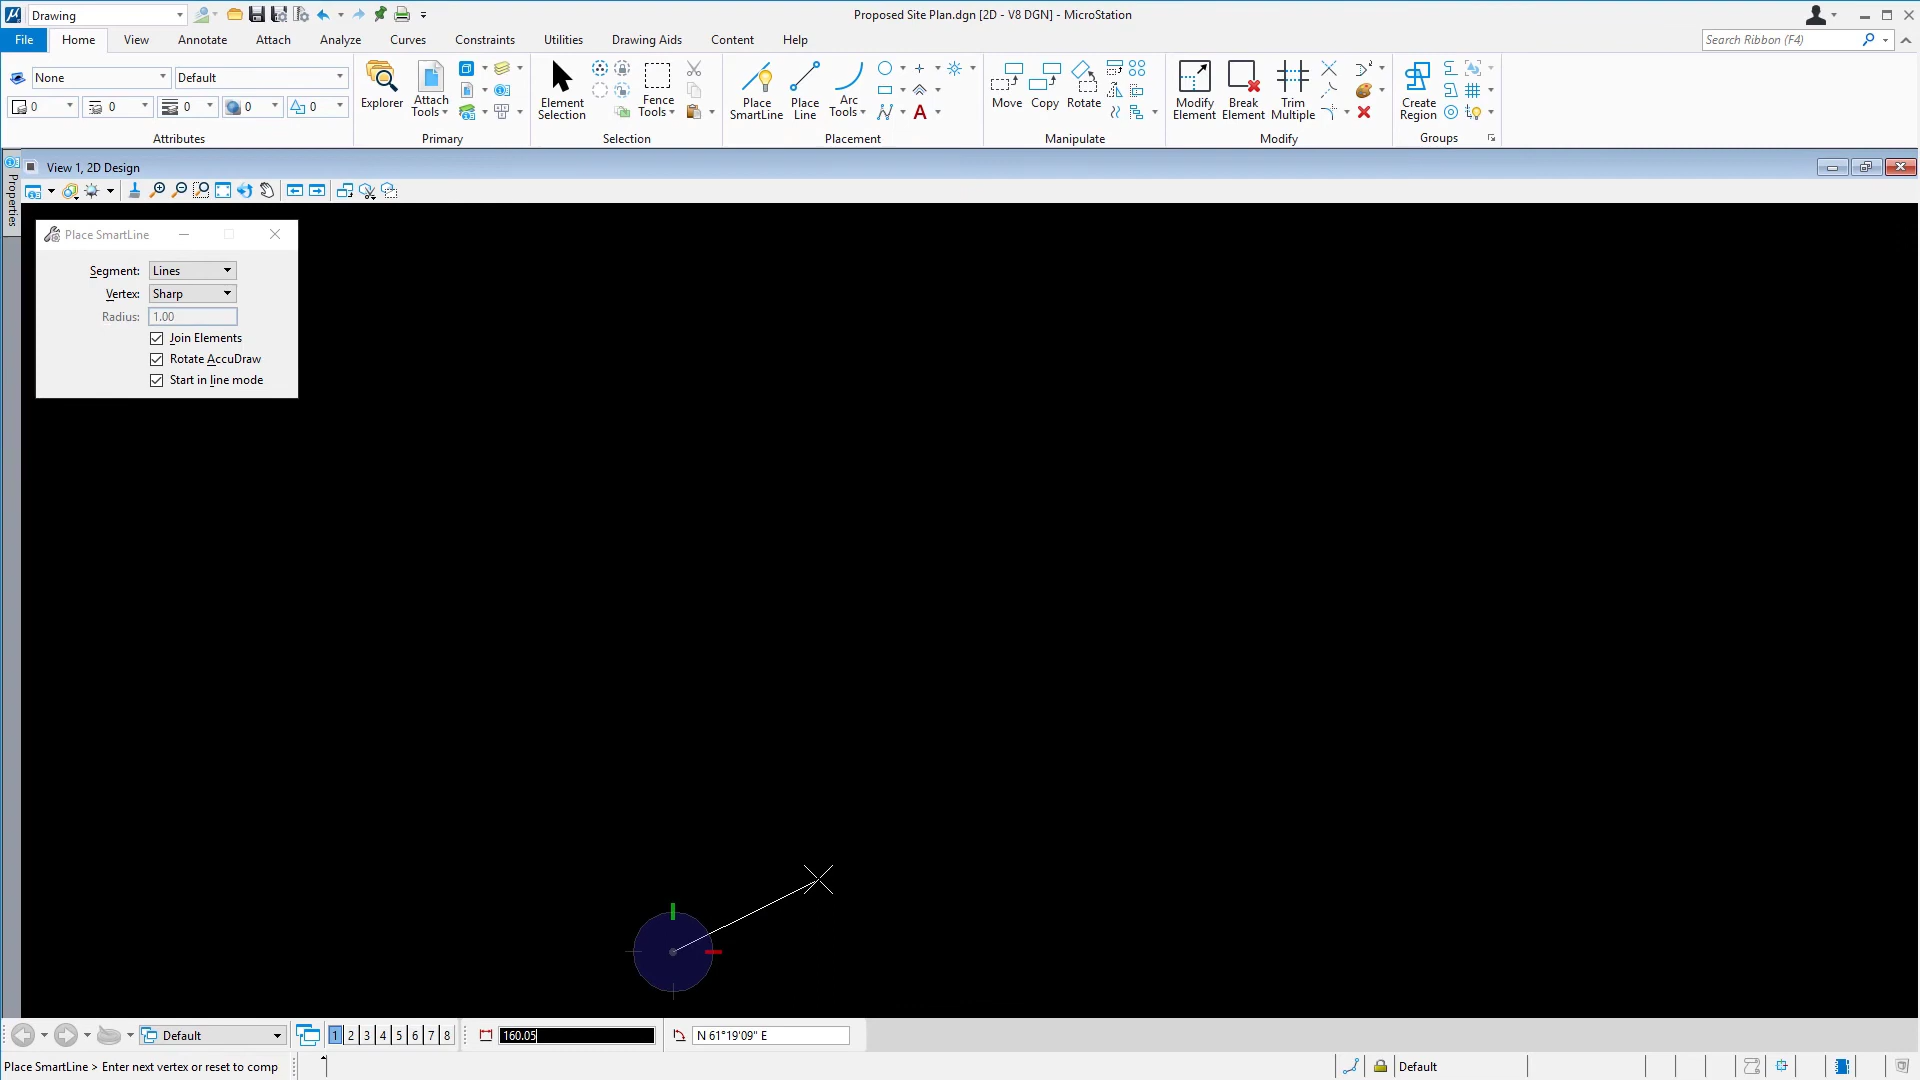 Drawing
Proposed Site Plan.dgn [2D - V8 DGN] - MicroStation
File
Home
View
Annotate
Attach
Analyze
Curves
Constraints
Utilities
Drawing Aids
Content
Help
Search Ribbon (F4)
None
Default
0
0
0
0
0
Attributes
Explorer
Attach Tools
Primary
Element Selection
Fence Tools
Selection
Place SmartLine
Place Line
Arc Tools
Placement
Move
Copy
Rotate
Manipulate
Modify Element
Break Element
Trim Multiple
Modify
Create Region
Groups
View 1, 2D Design
Properties
Place SmartLine
Segment: Lines
Vertex: Sharp
Radius: 1.00
Join Elements
Rotate AccuDraw
Start in line mode
Default
1 2 3 4 5 6 7 8
160.05
N 61°19'09" E
Place SmartLine > Enter next vertex or reset to comp
Default